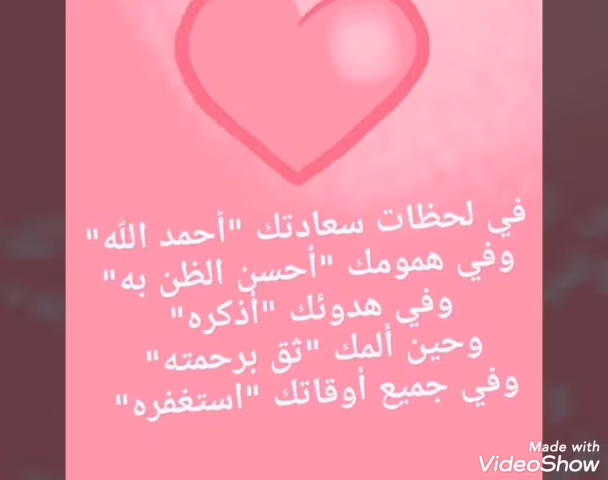 في لحظات سعادتك "أحمد الله"
وفي همومك "أحسن الظن به"
وفي هدوئك "أذكره"
وحين ألمك "ثق برحمته"
وفي جميع أوقاتك "استغفره"
Made with
VideoShow